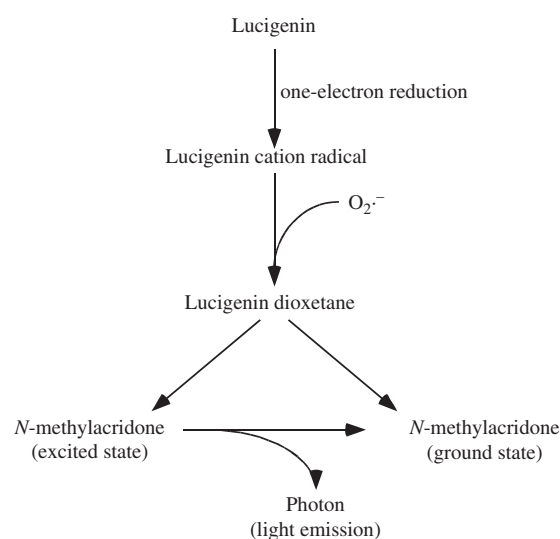 Lucigenin
one-electron reduction
Lucigenin cation radical
O₂·⁻
Lucigenin dioxetane
N-methylacridone
(excited state)
N-methylacridone
(ground state)
Photon
(light emission)